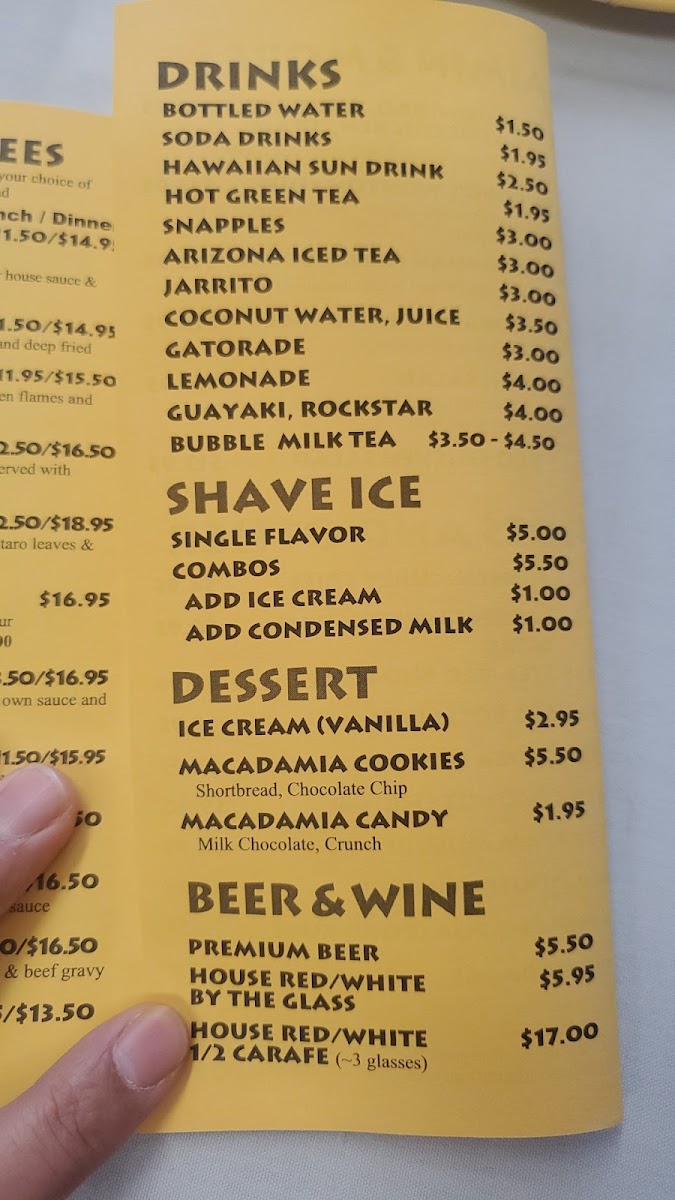 EES
your choice of
nch / Dinne
1.50/$14.9
house sauce &
1.50/$14.95
and deep fried
11.95/$15.50
en flames and
2.50/$16.50
erved with
2.50/$18.95
taro leaves &
$16.95
ur
.50/$16.95
own sauce and
11.50/$15.95
50
16.50
sauce
0/$16.50
& beef gravy
/$13.50
DRINKS
BOTTLED WATER $1.50
SODA DRINKS $1.95
HAWAIIAN SUN DRINK $2.50
HOT GREEN TEA $1.95
SNAPPLES $3.00
ARIZONA ICED TEA $3.00
JARRITO $3.00
COCONUT WATER, JUICE $3.50
GATORADE $3.00
LEMONADE $4.00
GUAYAKI, ROCKSTAR $4.00
BUBBLE MILK TEA $3.50 - $4.50
SHAVE ICE
SINGLE FLAVOR $5.00
COMBOS $5.50
ADD ICE CREAM $1.00
ADD CONDENSED MILK $1.00
DESSERT
ICE CREAM (VANILLA) $2.95
MACADAMIA COOKIES $5.50
Shortbread, Chocolate Chip
MACADAMIA CANDY $1.95
Milk Chocolate, Crunch
BEER & WINE
PREMIUM BEER $5.50
HOUSE RED/WHITE $5.95
BY THE GLASS
HOUSE RED/WHITE $17.00
1/2 CARAFE (~3 glasses)